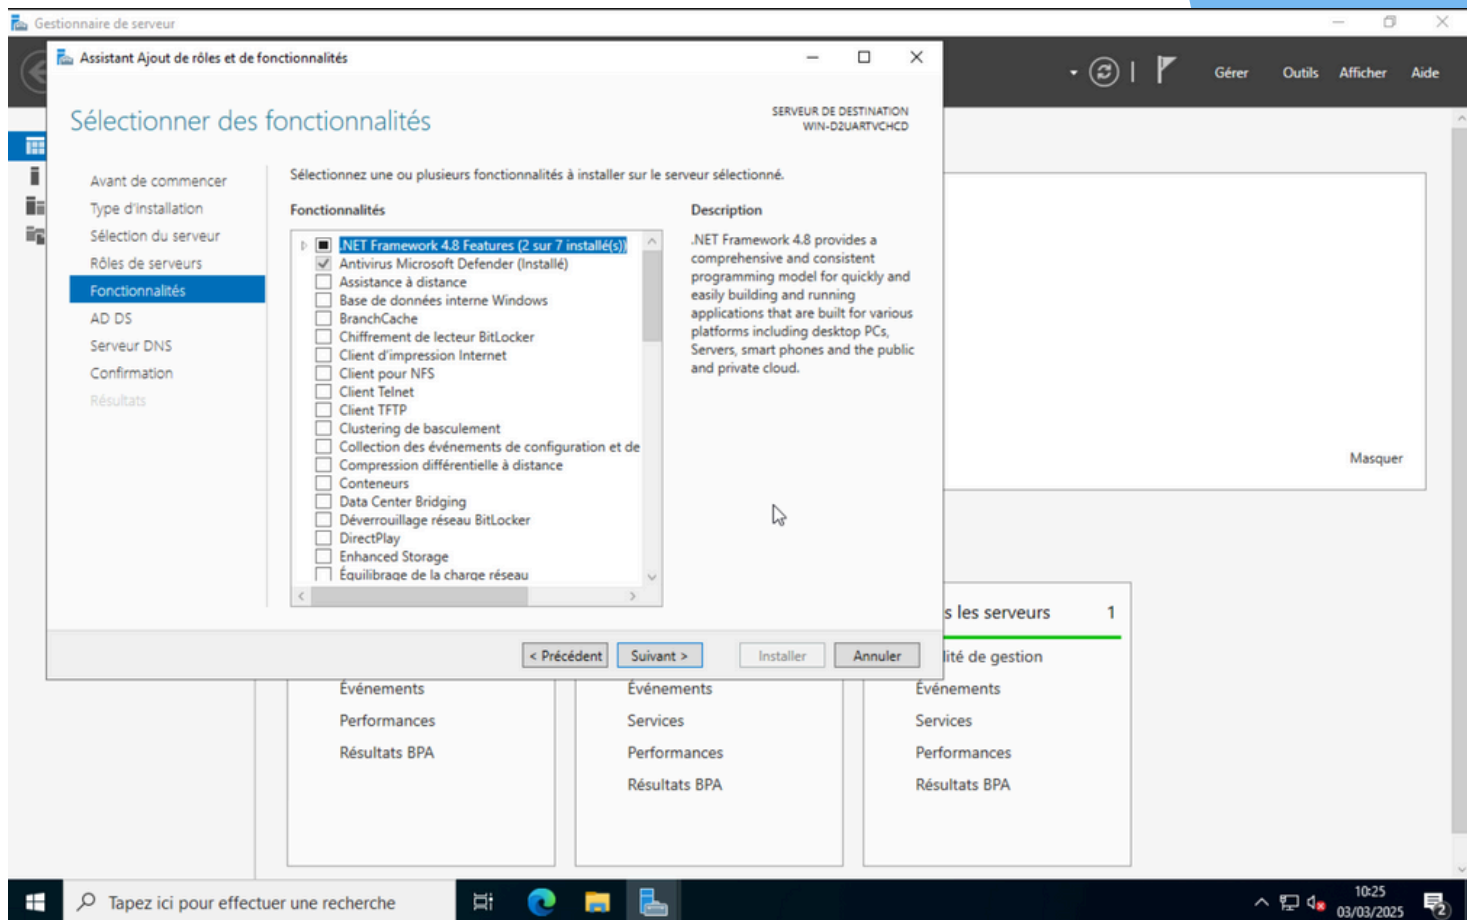 Gestionnaire de serveur
Assistant Ajout de rôles et de fonctionnalités
Gérer
Outils
Afficher
Aide
Sélectionner des fonctionnalités
SERVEUR DE DESTINATION
WIN-D2UARTVCHCD
Avant de commencer
Type d'installation
Sélection du serveur
Rôles de serveurs
Fonctionnalités
AD DS
Serveur DNS
Confirmation
Résultats
Sélectionnez une ou plusieurs fonctionnalités à installer sur le serveur sélectionné.
Fonctionnalités
.NET Framework 4.8 Features (2 sur 7 installé(s))
Antivirus Microsoft Defender (Installé)
Assistance à distance
Base de données interne Windows
BranchCache
Chiffrement de lecteur BitLocker
Client d'impression Internet
Client pour NFS
Client Telnet
Client TFTP
Clustering de basculement
Collection des événements de configuration et de
Compression différentielle à distance
Conteneurs
Data Center Bridging
Déverrouillage réseau BitLocker
DirectPlay
Enhanced Storage
Équilibrage de la charge réseau
Description
.NET Framework 4.8 provides a
comprehensive and consistent
programming model for quickly and
easily building and running
applications that are built for various
platforms including desktop PCs,
Servers, smart phones and the public
and private cloud.
Masquer
< Précédent
Suivant >
Installer
Annuler
s les serveurs
1
lité de gestion
Événements
Performances
Résultats BPA
Événements
Services
Performances
Résultats BPA
Événements
Services
Performances
Résultats BPA
Tapez ici pour effectuer une recherche
10:25
03/03/2025
2